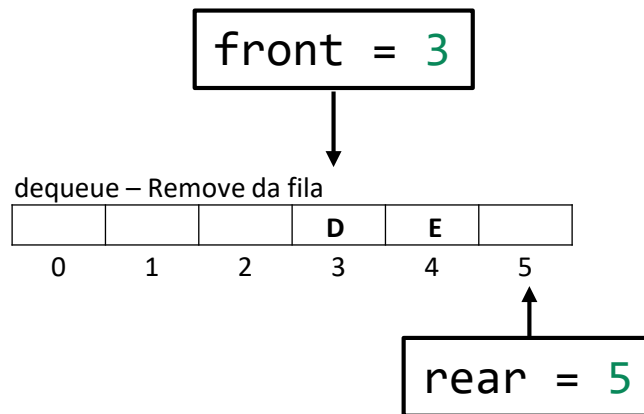 front = 3
dequeue – Remove da fila
D E
0 1 2 3 4 5
rear = 5